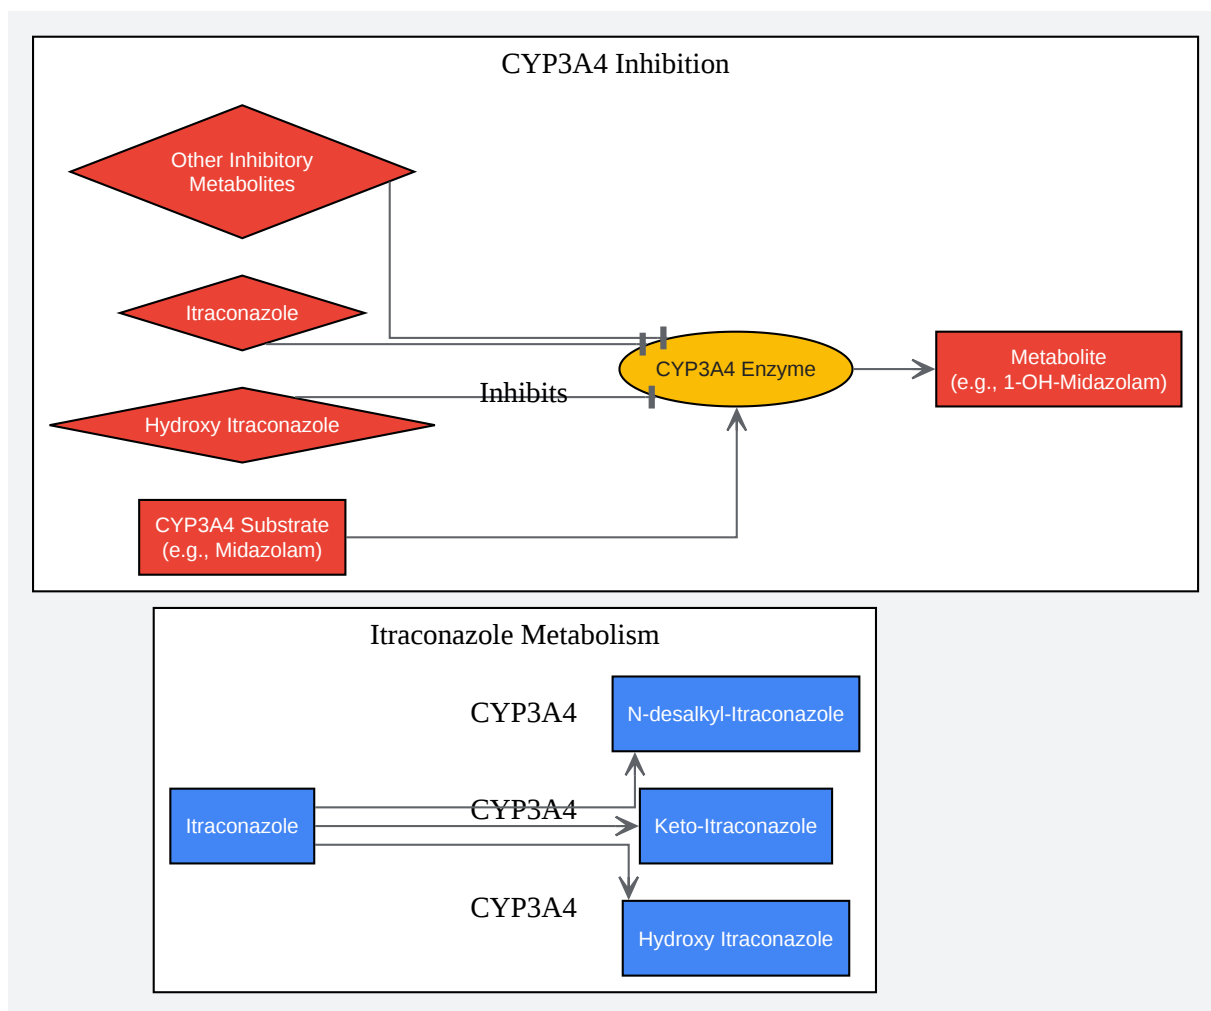 CYP3A4 Inhibition
Other Inhibitory
Metabolites
Itraconazole
CYP3A4 Enzyme
Metabolite
(e.g., 1-OH-Midazolam)
Inhibits
Hydroxy Itraconazole
CYP3A4 Substrate
(e.g., Midazolam)
Itraconazole Metabolism
CYP3A4
N-desalkyl-Itraconazole
CYP3A4
Itraconazole
Keto-Itraconazole
CYP3A4
Hydroxy Itraconazole